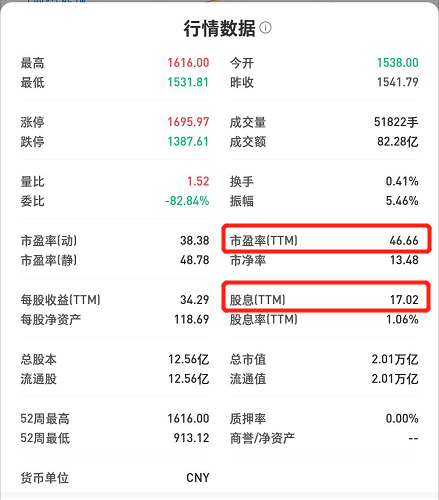 行情数据
最高 1616.00 今开 1538.00
最低 1531.81 昨收 1541.79
涨停 1695.97 成交量 51822手
跌停 1387.61 成交额 82.28亿
量比 1.52 换手 0.41%
委比 -82.84% 振幅 5.46%
市盈率(动) 38.38 市盈率(TTM) 46.66
市盈率(静) 48.78 市净率 13.48
每股收益(TTM) 34.29 股息(TTM) 17.02
每股净资产 118.69 股息率(TTM) 1.06%
总股本 12.56亿 总市值 2.01万亿
流通股 12.56亿 流通值 2.01万亿
52周最高 1616.00 质押率 0.00%
52周最低 913.12 商誉/净资产 --
货币单位 CNY